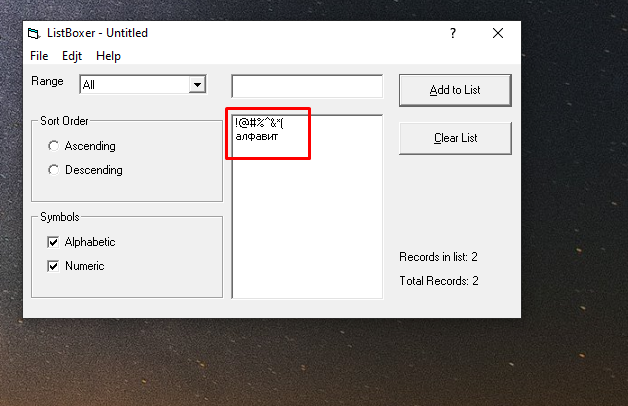 ListBoxer - Untitled
?
File Edjt Help
Range
All
Add to List
!@#%^&*(
алфавит
Clear List
Sort Order
Ascending
Descending
Symbols
Alphabetic
Numeric
Records in list: 2
Total Records: 2